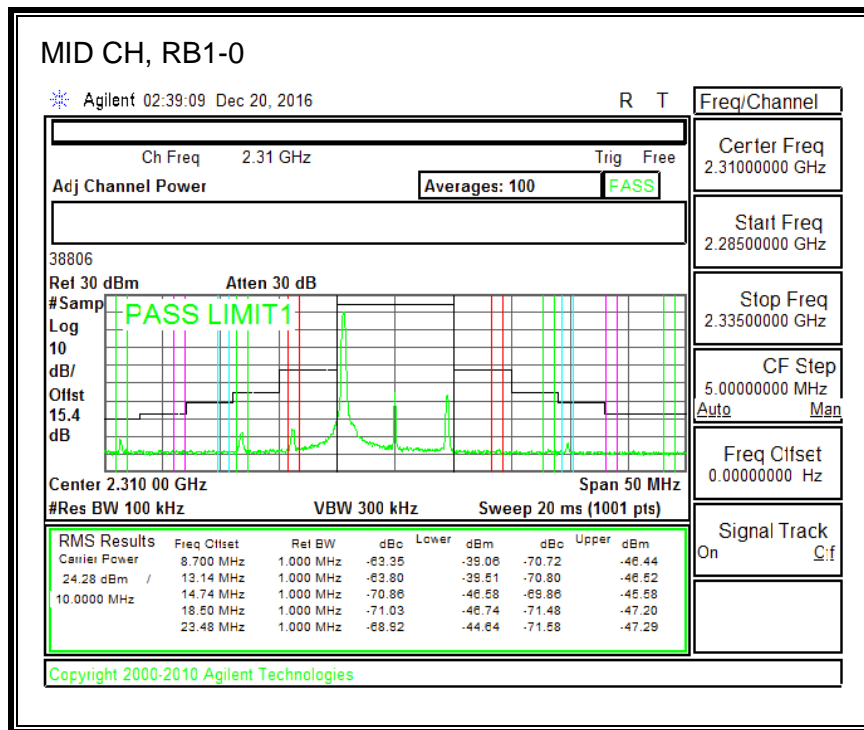 MID CH, RB1-0
Agilent 02:39:09 Dec 20, 2016 R T
Freq/Channel
Ch Freq 2.31 GHz Trig Free
Adj Channel Power Averages: 100 PASS
Center Freq
2.31000000 GHz
Start Freq
2.28500000 GHz
38806
Ref 30 dBm Atten 30 dB
#Samp
Log
10
dB/
Offst
15.4
dB
PASS LIMIT1
Stop Freq
2.33500000 GHz
CF Step
5.00000000 MHz
Auto Man
Freq Offset
0.00000000 Hz
Center 2.310 00 GHz Span 50 MHz
#Res BW 100 kHz VBW 300 kHz Sweep 20 ms (1001 pts)
Signal Track
On Off
RMS Results Freq Offset Ref BW dBc Lower dBm dBc Upper dBm
Carrier Power 8.700 MHz 1.000 MHz -63.35 -39.06 -70.72 -46.44
24.28 dBm / 13.14 MHz 1.000 MHz -63.80 -39.51 -70.80 -46.52
10.0000 MHz 14.74 MHz 1.000 MHz -70.86 -46.58 -69.86 -45.58
18.50 MHz 1.000 MHz -71.03 -46.74 -71.48 -47.20
23.48 MHz 1.000 MHz -68.92 -44.64 -71.58 -47.29
Copyright 2000-2010 Agilent Technologies